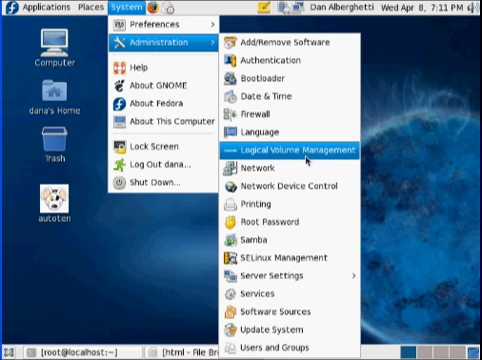 Applications Places System Dan Alberghetti Wed Apr 8, 7:11 PM
Preferences
Administration
Help
About GNOME
About Fedora
About This Computer
Lock Screen
Log Out dana...
Shut Down...
Add/Remove Software
Authentication
Bootloader
Date & Time
Firewall
Language
Logical Volume Management
Network
Network Device Control
Printing
Root Password
Samba
SELinux Management
Server Settings
Services
Software Sources
Update System
Users and Groups
Computer
dana's Home
Trash
autoten
[root@localhost:~]
[html - File Br